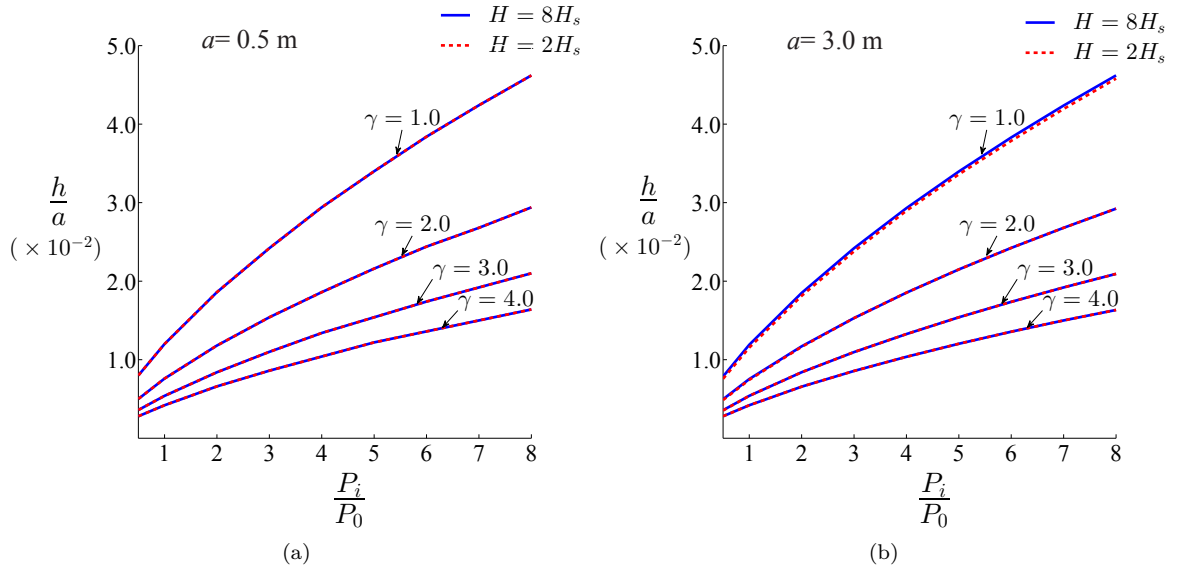 a= 0.5 m
H = 8H_s
H = 2H_s
5.0
4.0
3.0
2.0
1.0
h/a
( × 10^{-2})
γ = 1.0
γ = 2.0
γ = 3.0
γ = 4.0
1 2 3 4 5 6 7 8
P_i/P_0
(a)
a= 3.0 m
H = 8H_s
H = 2H_s
5.0
4.0
3.0
2.0
1.0
h/a
( × 10^{-2})
γ = 1.0
γ = 2.0
γ = 3.0
γ = 4.0
1 2 3 4 5 6 7 8
P_i/P_0
(b)